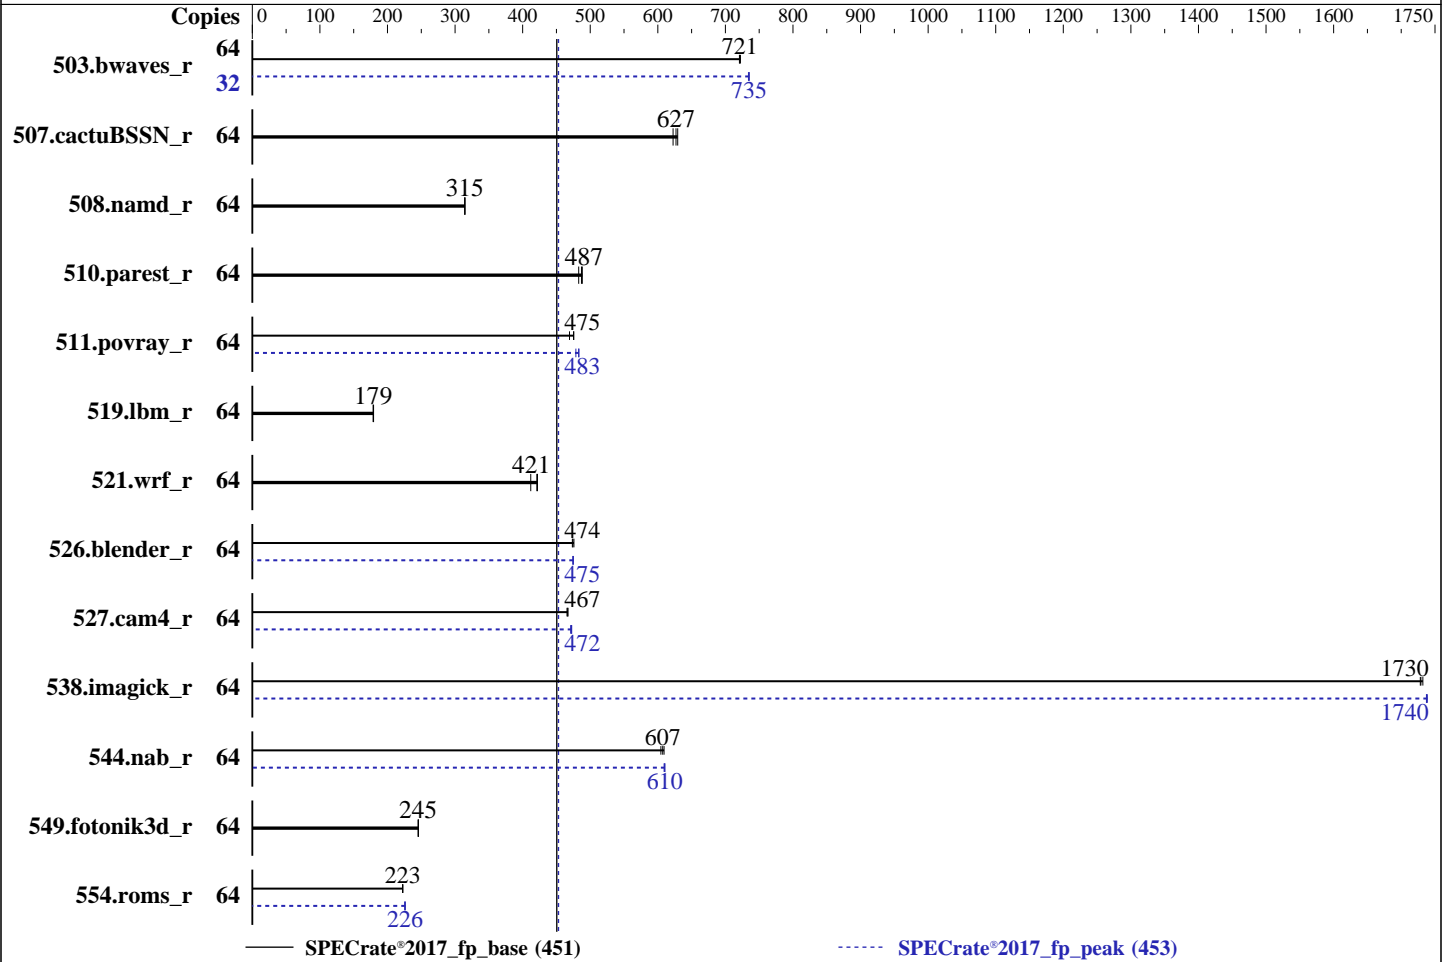 Copies 0 100 200 300 400 500 600 700 800 900 1000 1100 1200 1300 1400 1500 1600 1750
503.bwaves_r 64 721
32 735
507.cactuBSSN_r 64 627
508.namd_r 64 315
510.parest_r 64 487
511.povray_r 64 475
483
519.lbm_r 64 179
521.wrf_r 64 421
526.blender_r 64 474
475
527.cam4_r 64 467
472
538.imagick_r 64 1730
1740
544.nab_r 64 607
610
549.fotonik3d_r 64 245
554.roms_r 64 223
226
SPECrate®2017_fp_base (451) SPECrate®2017_fp_peak (453)